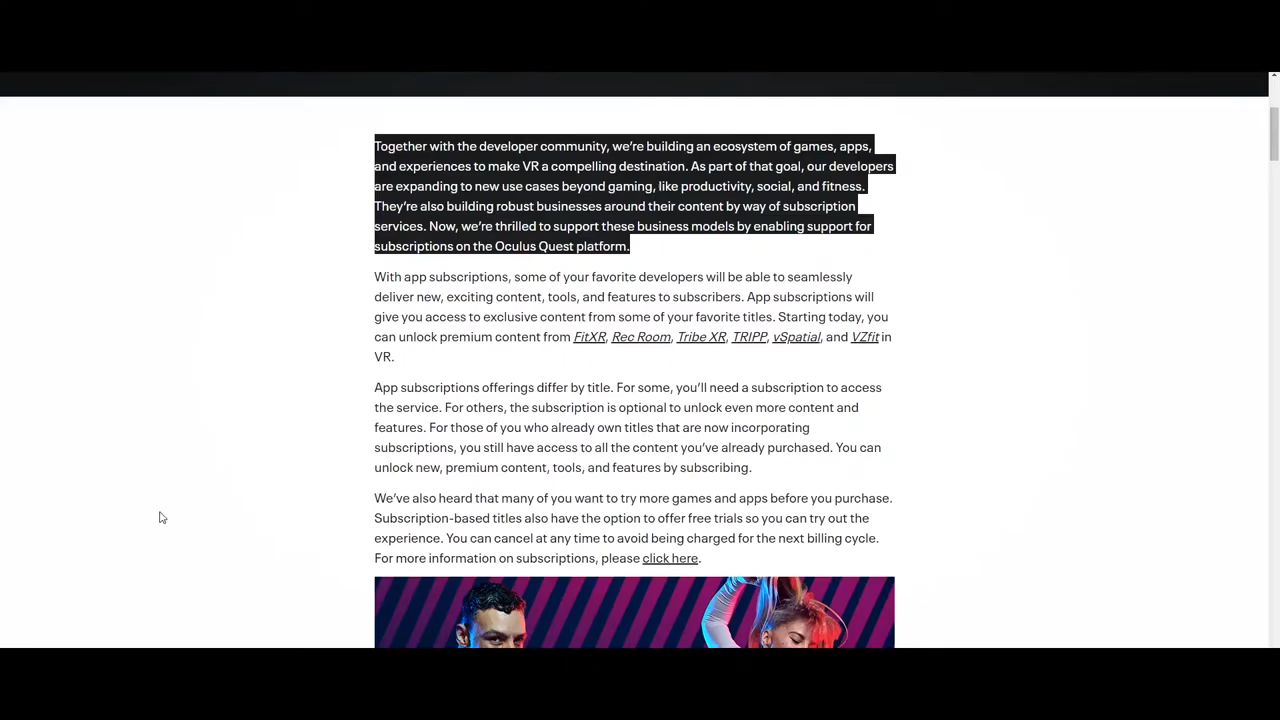 Together with the developer community, we're building an ecosystem of games, apps,
and experiences to make VR a compelling destination. As part of that goal, our developers
are expanding to new use cases beyond gaming, like productivity, social, and fitness.
They're also building robust businesses around their content by way of subscription
services. Now, we're thrilled to support these business models by enabling support for
subscriptions on the Oculus Quest platform.
With app subscriptions, some of your favorite developers will be able to seamlessly
deliver new, exciting content, tools, and features to subscribers. App subscriptions will
give you access to exclusive content from some of your favorite titles. Starting today, you
can unlock premium content from FitXR, Rec Room, Tribe XR, TRIPP, vSpatial, and VZfit in
VR.
App subscriptions offerings differ by title. For some, you'll need a subscription to access
the service. For others, the subscription is optional to unlock even more content and
features. For those of you who already own titles that are now incorporating
subscriptions, you still have access to all the content you've already purchased. You can
unlock new, premium content, tools, and features by subscribing.
We've also heard that many of you want to try more games and apps before you purchase.
Subscription-based titles also have the option to offer free trials so you can try out the
experience. You can cancel at any time to avoid being charged for the next billing cycle.
For more information on subscriptions, please click here.